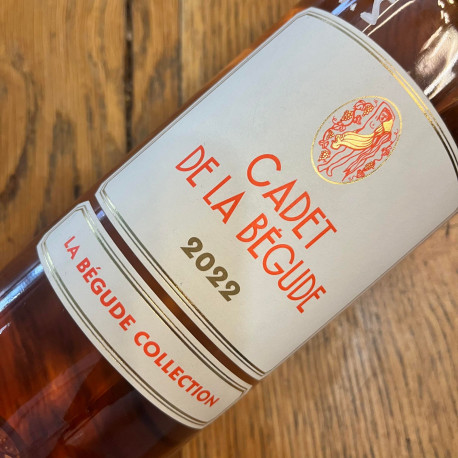 CADET
DE LA BÉGUDE
2022
LA BÉGUDE COLLECTION